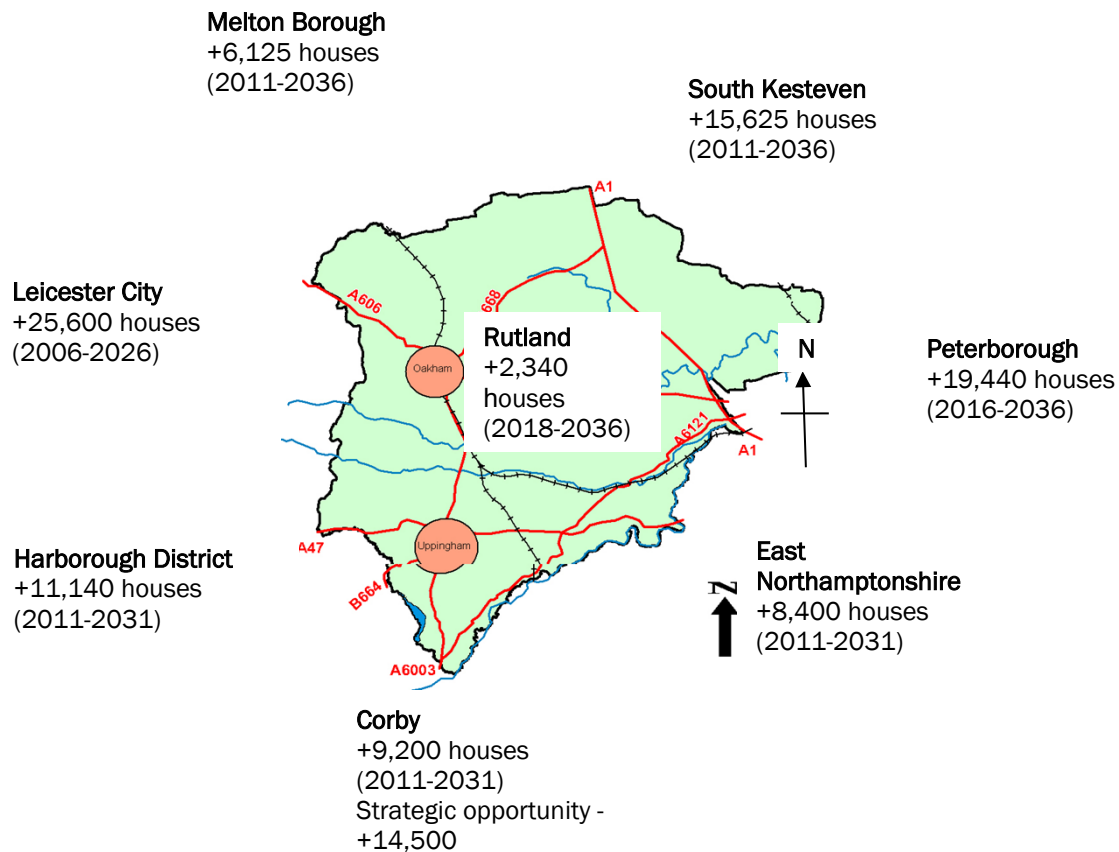 Melton Borough
+6,125 houses
(2011-2036)
South Kesteven
+15,625 houses
(2011-2036)
A1
Leicester City
+25,600 houses
(2006-2026)
A606
668
Rutland
+2,340
houses
(2018-2036)
Oakham
N
Peterborough
+19,440 houses
(2016-2036)
A6121
A1
Harborough District
+11,140 houses
(2011-2031)
A47
Uppingham
B664
A6003
N
East
Northamptonshire
+8,400 houses
(2011-2031)
Corby
+9,200 houses
(2011-2031)
Strategic opportunity -
+14,500